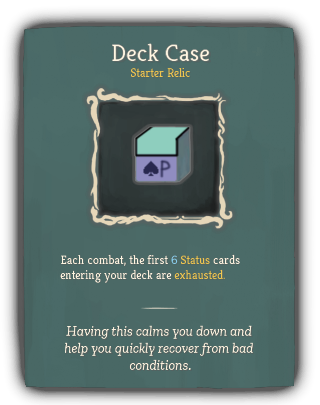 Deck Case
Starter Relic
♠P
Each combat, the first 6 Status cards
entering your deck are exhausted.
Having this calms you down and
help you quickly recover from bad
conditions.